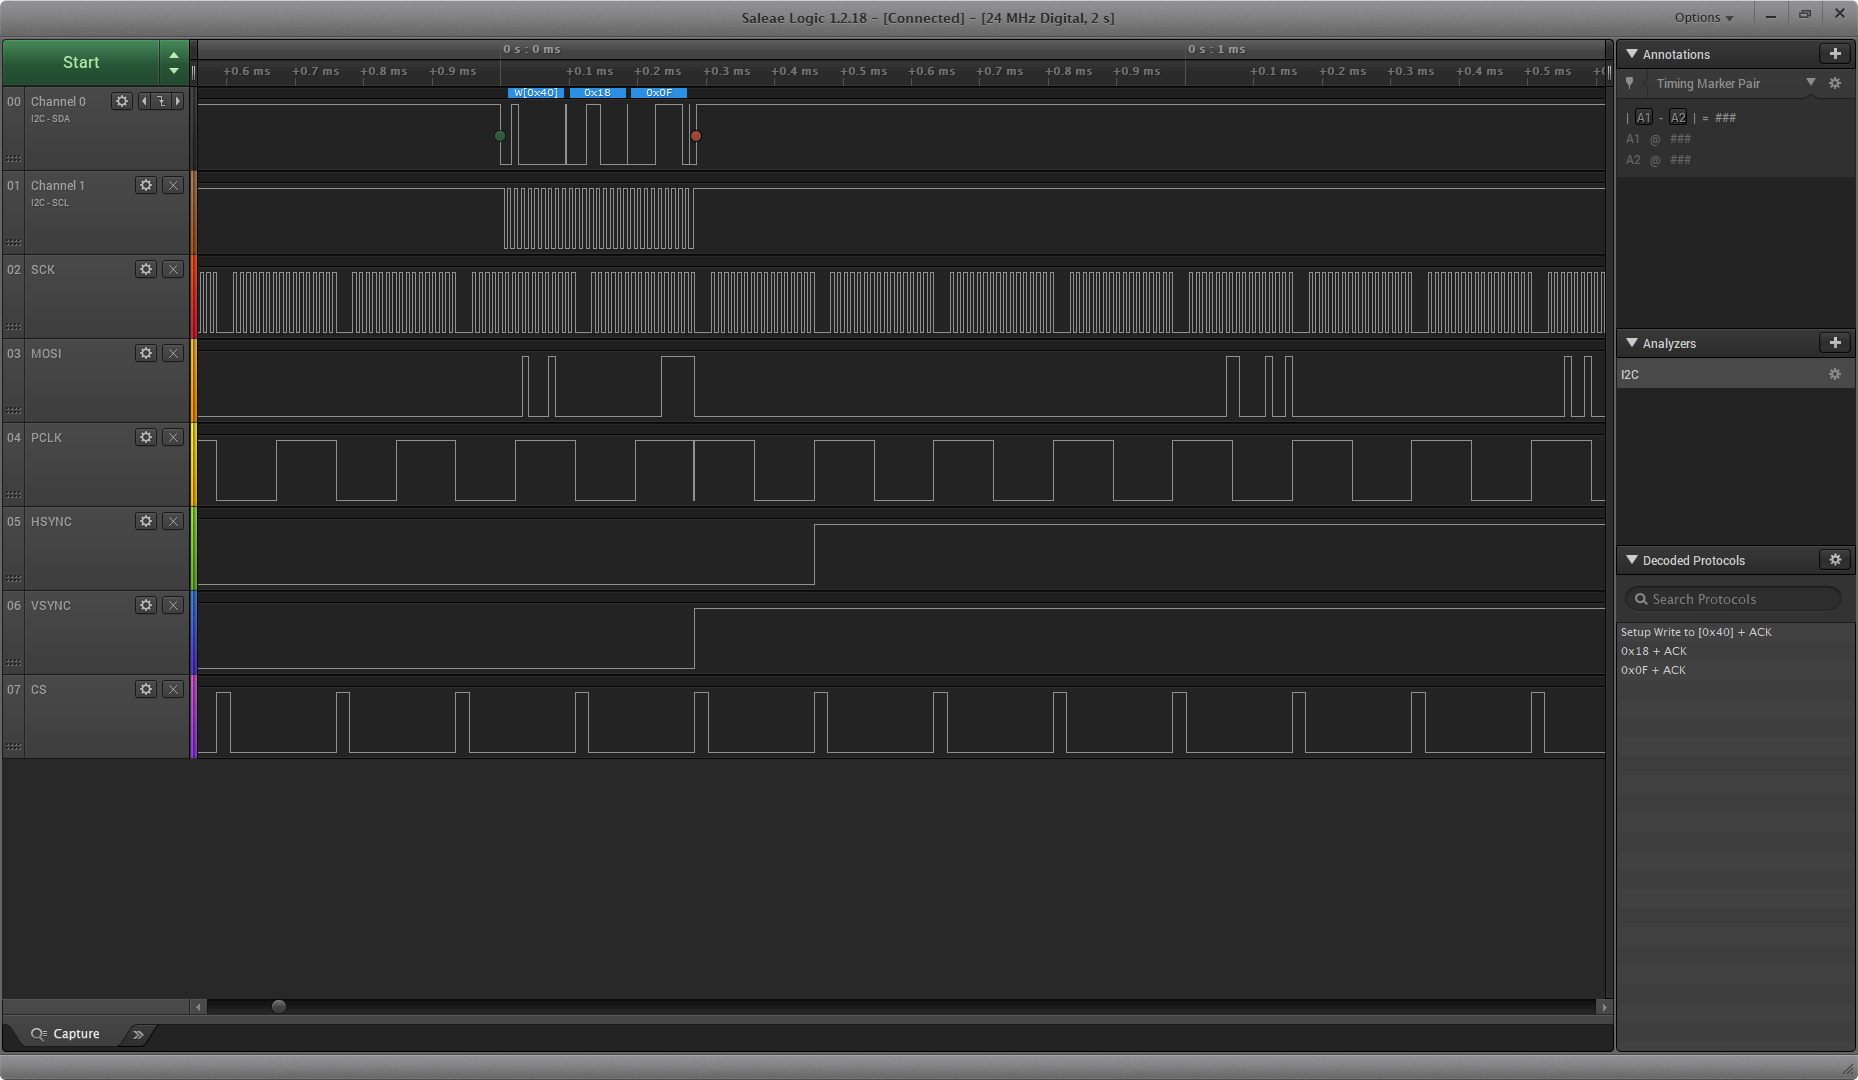 Saleae Logic 1.2.18 - [Connected] - [24 MHz Digital, 2 s]
Options
Start
0 s : 0 ms
0 s : 1 ms
+0.6 ms +0.7 ms +0.8 ms +0.9 ms +0.1 ms +0.2 ms +0.3 ms +0.4 ms +0.5 ms +0.6 ms +0.7 ms +0.8 ms +0.9 ms +0.1 ms +0.2 ms +0.3 ms +0.4 ms +0.5 ms
W[0x40] 0x18 0x0F
00 Channel 0
I2C - SDA
01 Channel 1
I2C - SCL
02 SCK
03 MOSI
04 PCLK
05 HSYNC
06 VSYNC
07 CS
Capture
Annotations
Timing Marker Pair
| A1 - A2 | = ###
A1 @ ###
A2 @ ###
Analyzers
I2C
Decoded Protocols
Search Protocols
Setup Write to [0x40] + ACK
0x18 + ACK
0x0F + ACK